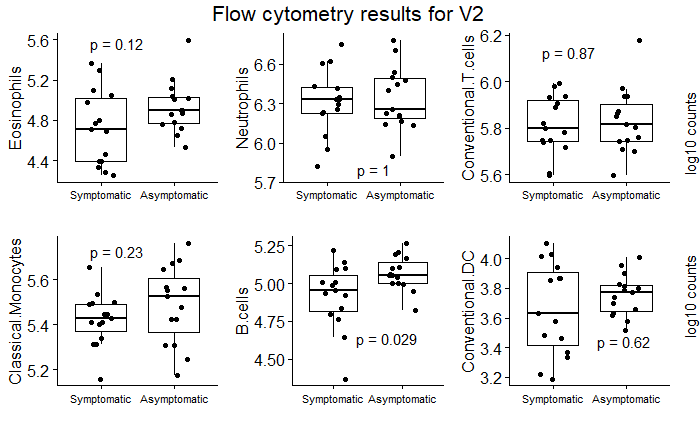 Flow cytometry results for V2
Eosinophils
5.6
5.2
4.8
4.4
p = 0.12
Symptomatic Asymptomatic
Neutrophils
6.6
6.3
6.0
5.7
p = 1
Symptomatic Asymptomatic
Conventional.T.cells
6.2
6.0
5.8
5.6
p = 0.87
Symptomatic Asymptomatic
log10 counts
Classical.Monocytes
5.6
5.4
5.2
p = 0.23
Symptomatic Asymptomatic
B.cells
5.25
5.00
4.75
4.50
p = 0.029
Symptomatic Asymptomatic
Conventional.DC
4.0
3.8
3.6
3.4
3.2
p = 0.62
Symptomatic Asymptomatic
log10 counts